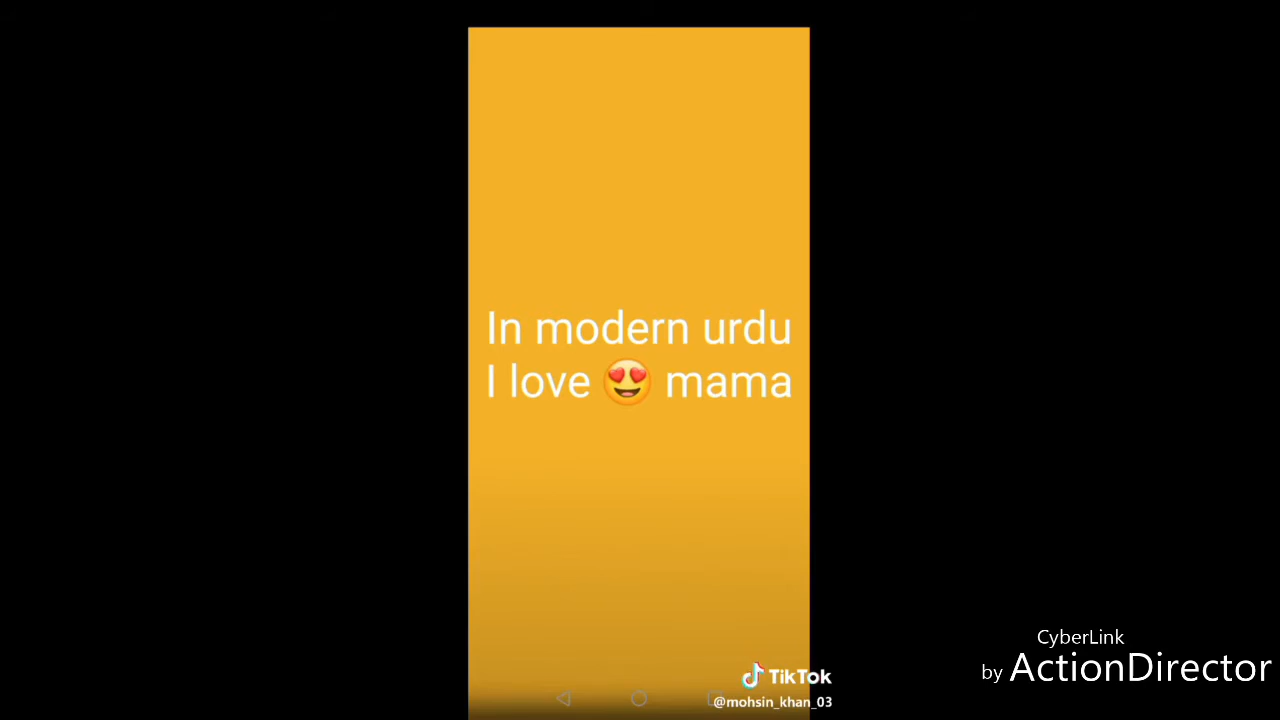 In modern urdu
I love 😍 mama
TikTok
@mohsin_khan_03
CyberLink
by ActionDirector